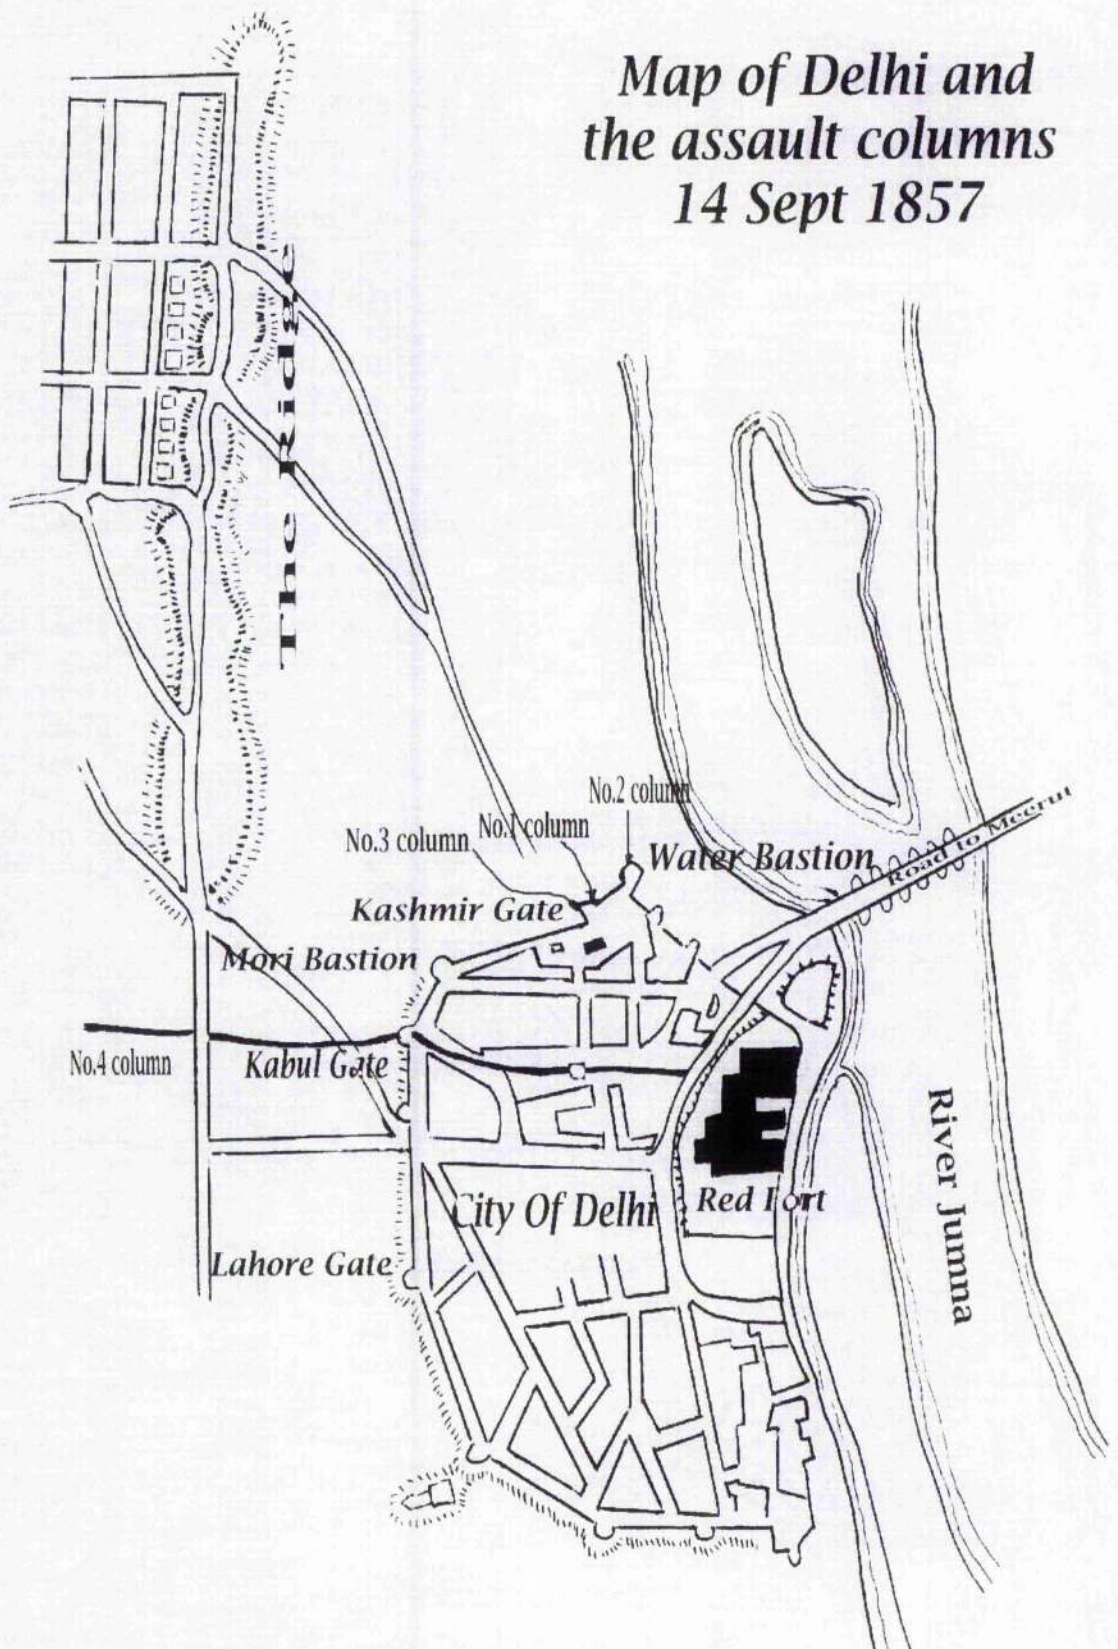 Map of Delhi and
the assault columns
14 Sept 1857
The Ridge
No.2 column
No.1 column
No.3 column
Water Bastion
Road to Meerut
Kashmir Gate
Mori Bastion
No.4 column
Kabul Gate
River Jumna
City Of Delhi
Red Fort
Lahore Gate